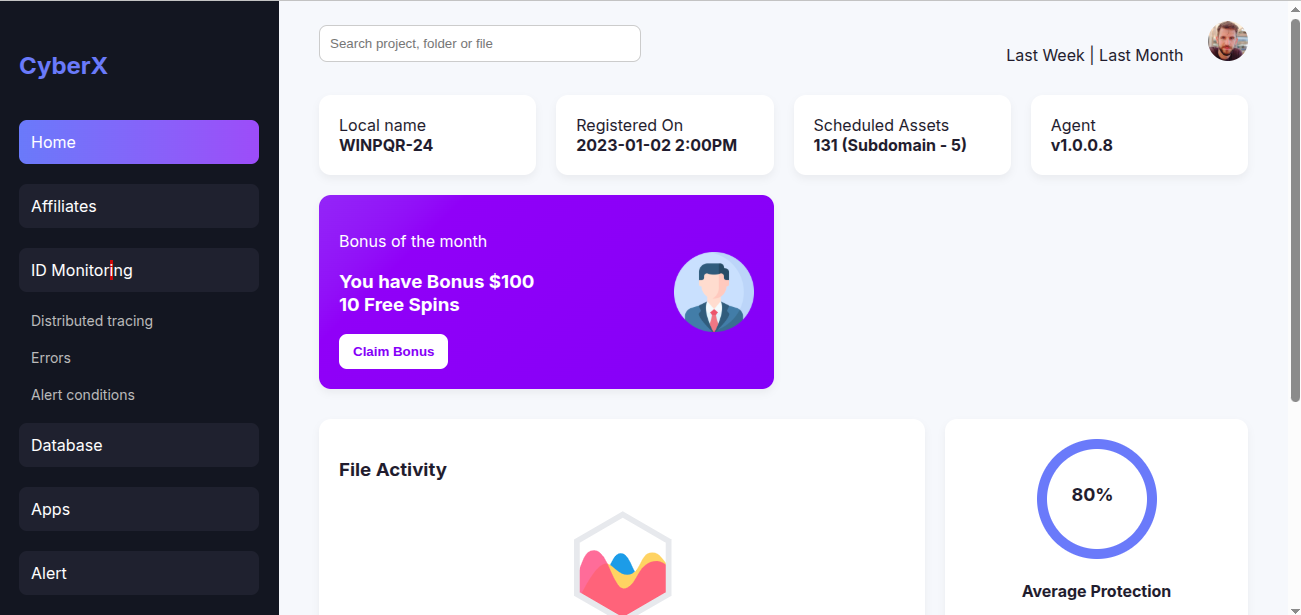 CyberX
Home
Affiliates
ID Monitoring
Distributed tracing
Errors
Alert conditions
Database
Apps
Alert
Search project, folder or file
Last Week | Last Month
Local name
WINPQR-24
Registered On
2023-01-02 2:00PM
Scheduled Assets
131 (Subdomain - 5)
Agent
v1.0.0.8
Bonus of the month
You have Bonus $100
10 Free Spins
Claim Bonus
File Activity
80%
Average Protection